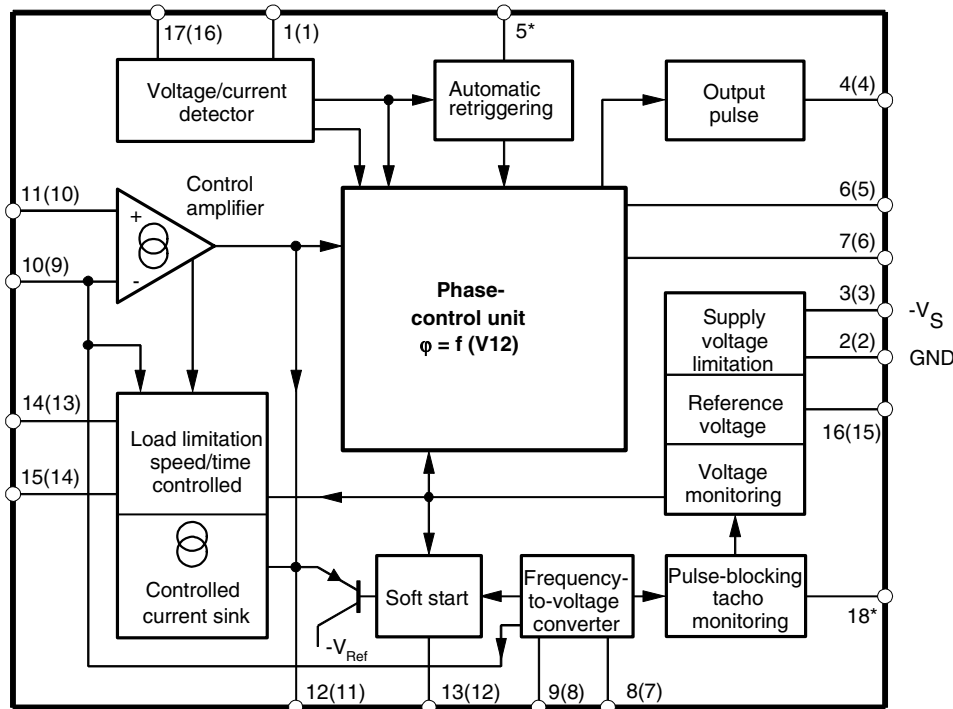 17(16)
1(1)
5*
Voltage/current
detector
Automatic
retriggering
Output
pulse
4(4)
11(10)
+
Control
amplifier
10(9)
-
6(5)
7(6)
Phase-
control unit
φ = f (V12)
3(3)
-VS
Supply
voltage
limitation
2(2)
GND
14(13)
Load limitation
speed/time
controlled
Reference
voltage
16(15)
15(14)
Voltage
monitoring
Controlled
current sink
-VRef
Soft start
Frequency-
to-voltage
converter
Pulse-blocking
tacho
monitoring
18*
12(11)
13(12)
9(8)
8(7)